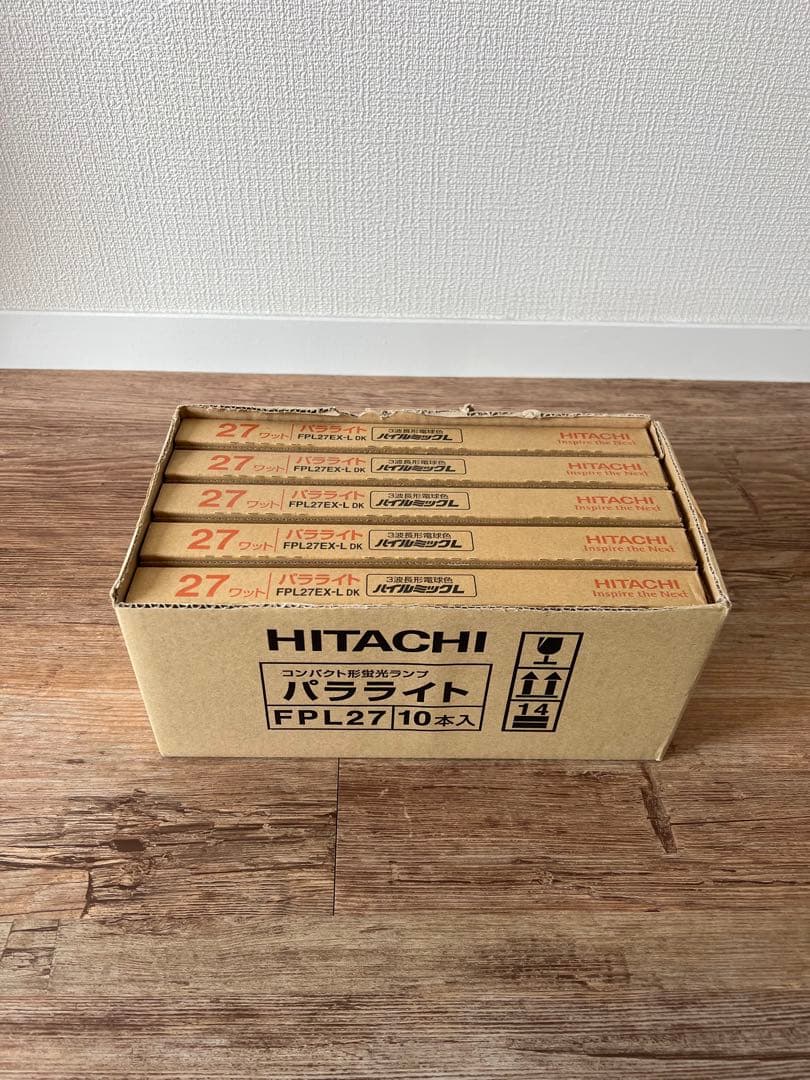 27ワット パラライト FPL27EX-L DK 3波長形電球色 ハイルミックL HITACHI Inspire the Next
27ワット パラライト FPL27EX-L DK 3波長形電球色 ハイルミックL HITACHI Inspire the Next
27ワット パラライト FPL27EX-L DK 3波長形電球色 ハイルミックL HITACHI Inspire the Next
27ワット パラライト FPL27EX-L DK 3波長形電球色 ハイルミックL HITACHI Inspire the Next
27ワット パラライト FPL27EX-L DK 3波長形電球色 ハイルミックL HITACHI Inspire the Next
HITACHI
コンパクト形蛍光ランプ
パラライト
FPL27 10本入
14